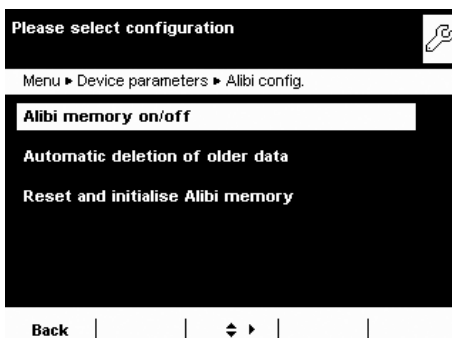 Please select configuration
Menu ▸ Device parameters ▸ Alibi config.
Alibi memory on/off
Automatic deletion of older data
Reset and initialise Alibi memory
Back